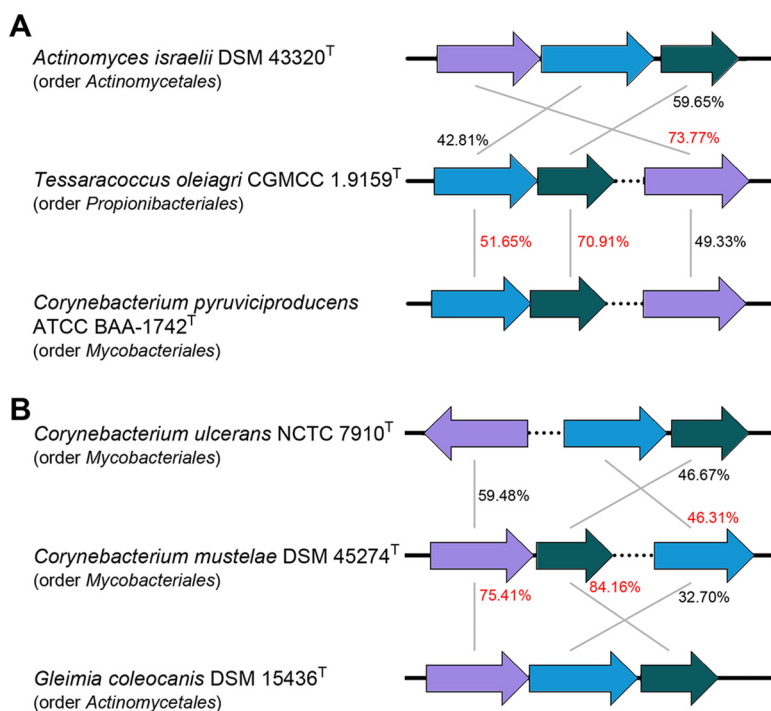 A
Actinomyces israelii DSM 43320ᵀ
(order Actinomycetales)
59.65%
42.81%
73.77%
Tessaracoccus oleiagri CGMCC 1.9159ᵀ
(order Propionibacteriales)
51.65%
70.91%
49.33%
Corynebacterium pyruviciproducens
ATCC BAA-1742ᵀ
(order Mycobacteriales)
B
Corynebacterium ulcerans NCTC 7910ᵀ
(order Mycobacteriales)
46.67%
59.48%
46.31%
Corynebacterium mustelae DSM 45274ᵀ
(order Mycobacteriales)
75.41%
84.16%
32.70%
Gleimia coleocanis DSM 15436ᵀ
(order Actinomycetales)